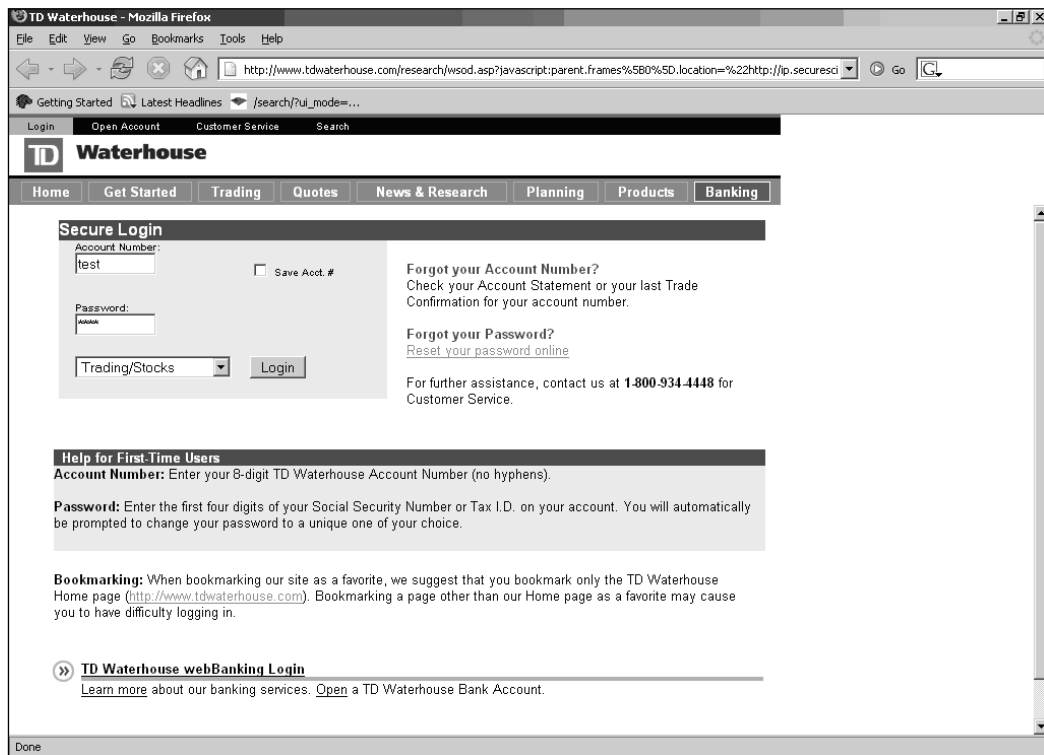 TD Waterhouse - Mozilla Firefox
File Edit View Go Bookmarks Tools Help
http://www.tdwaterhouse.com/research/wsod.asp?javascript:parent.frames%5B0%5D.location=%22http://ip.securesci Go G
Getting Started Latest Headlines /search/?ui_mode=...
Login Open Account Customer Service Search
TD Waterhouse
Home Get Started Trading Quotes News & Research Planning Products Banking
Secure Login
Account Number:
test
Save Acct. #
Password:
****
Trading/Stocks Login
Forgot your Account Number?
Check your Account Statement or your last Trade
Confirmation for your account number.
Forgot your Password?
Reset your password online
For further assistance, contact us at 1-800-934-4448 for
Customer Service.
Help for First-Time Users
Account Number: Enter your 8-digit TD Waterhouse Account Number (no hyphens).
Password: Enter the first four digits of your Social Security Number or Tax I.D. on your account. You will automatically
be prompted to change your password to a unique one of your choice.
Bookmarking: When bookmarking our site as a favorite, we suggest that you bookmark only the TD Waterhouse
Home page (http://www.tdwaterhouse.com). Bookmarking a page other than our Home page as a favorite may cause
you to have difficulty logging in.
TD Waterhouse webBanking Login
Learn more about our banking services. Open a TD Waterhouse Bank Account.
Done